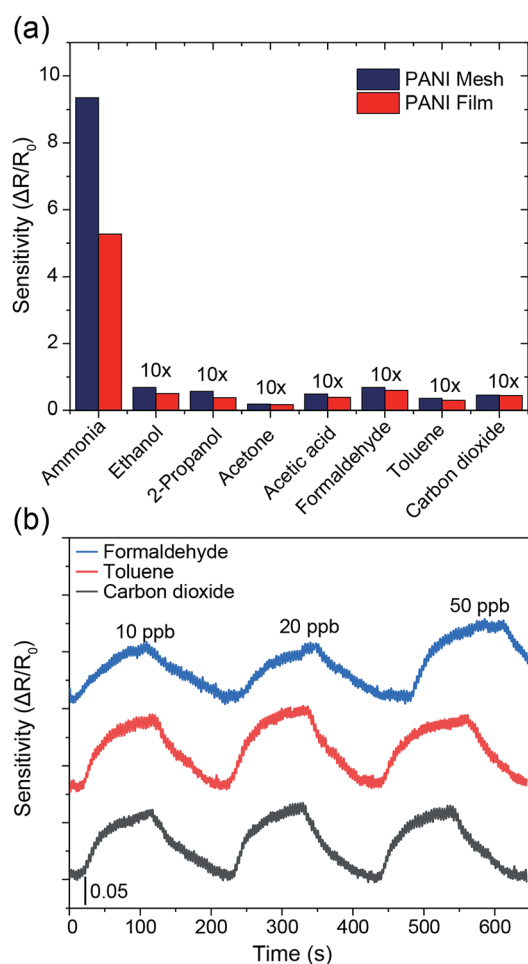 (a)
10
8
6
4
2
0
Sensitivity (ΔR/R₀)
PANI Mesh
PANI Film
10x
10x
10x
10x
10x
10x
10x
Ammonia
Ethanol
2-Propanol
Acetone
Acetic acid
Formaldehyde
Toluene
Carbon dioxide
(b)
Formaldehyde
Toluene
Carbon dioxide
10 ppb
20 ppb
50 ppb
Sensitivity (ΔR/R₀)
0.05
0 100 200 300 400 500 600
Time (s)